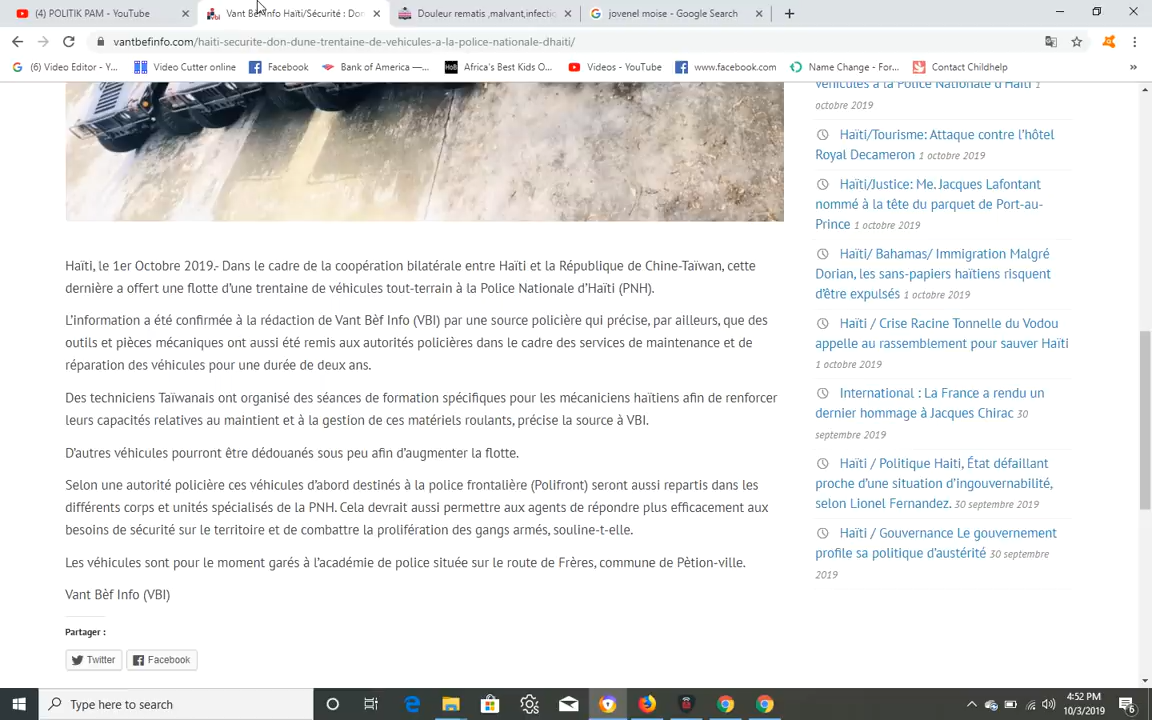 (4) POLITIK PAM - YouTube
Vant Bèf Info Haïti/Sécurité : Don
Douleur rematis ,malvant,infectio
jovenel moise - Google Search
vantbefinfo.com/haiti-securite-don-dune-trentaine-de-vehicules-a-la-police-nationale-dhaiti/
(6) Video Editor - Y...
Video Cutter online
Facebook
Bank of America —...
Africa's Best Kids O...
Videos - YouTube
www.facebook.com
Name Change - For...
Contact Childhelp
véhicules à la Police Nationale d'Haïti 1
octobre 2019
Haïti/Tourisme: Attaque contre l'hôtel
Royal Decameron 1 octobre 2019
Haïti/Justice: Me. Jacques Lafontant
nommé à la tête du parquet de Port-au-
Prince 1 octobre 2019
Haïti/ Bahamas/ Immigration Malgré
Dorian, les sans-papiers haïtiens risquent
d'être expulsés 1 octobre 2019
Haïti / Crise Racine Tonnelle du Vodou
appelle au rassemblement pour sauver Haïti
1 octobre 2019
International : La France a rendu un
dernier hommage à Jacques Chirac 30
septembre 2019
Haïti / Politique Haiti, État défaillant
proche d'une situation d'ingouvernabilité,
selon Lionel Fernandez. 30 septembre 2019
Haïti / Gouvernance Le gouvernement
profile sa politique d'austérité 30 septembre
2019
Haïti, le 1er Octobre 2019.- Dans le cadre de la coopération bilatérale entre Haïti et la République de Chine-Taïwan, cette
dernière a offert une flotte d'une trentaine de véhicules tout-terrain à la Police Nationale d'Haïti (PNH).
L'information a été confirmée à la rédaction de Vant Bèf Info (VBI) par une source policière qui précise, par ailleurs, que des
outils et pièces mécaniques ont aussi été remis aux autorités policières dans le cadre des services de maintenance et de
réparation des véhicules pour une durée de deux ans.
Des techniciens Taïwanais ont organisé des séances de formation spécifiques pour les mécaniciens haïtiens afin de renforcer
leurs capacités relatives au maintient et à la gestion de ces matériels roulants, précise la source à VBI.
D'autres véhicules pourront être dédouanés sous peu afin d'augmenter la flotte.
Selon une autorité policière ces véhicules d'abord destinés à la police frontalière (Polifront) seront aussi repartis dans les
différents corps et unités spécialisés de la PNH. Cela devrait aussi permettre aux agents de répondre plus efficacement aux
besoins de sécurité sur le territoire et de combattre la prolifération des gangs armés, souline-t-elle.
Les véhicules sont pour le moment garés à l'académie de police située sur le route de Frères, commune de Pètion-ville.
Vant Bèf Info (VBI)
Partager :
Twitter
Facebook
Type here to search
4:52 PM
10/3/2019
6